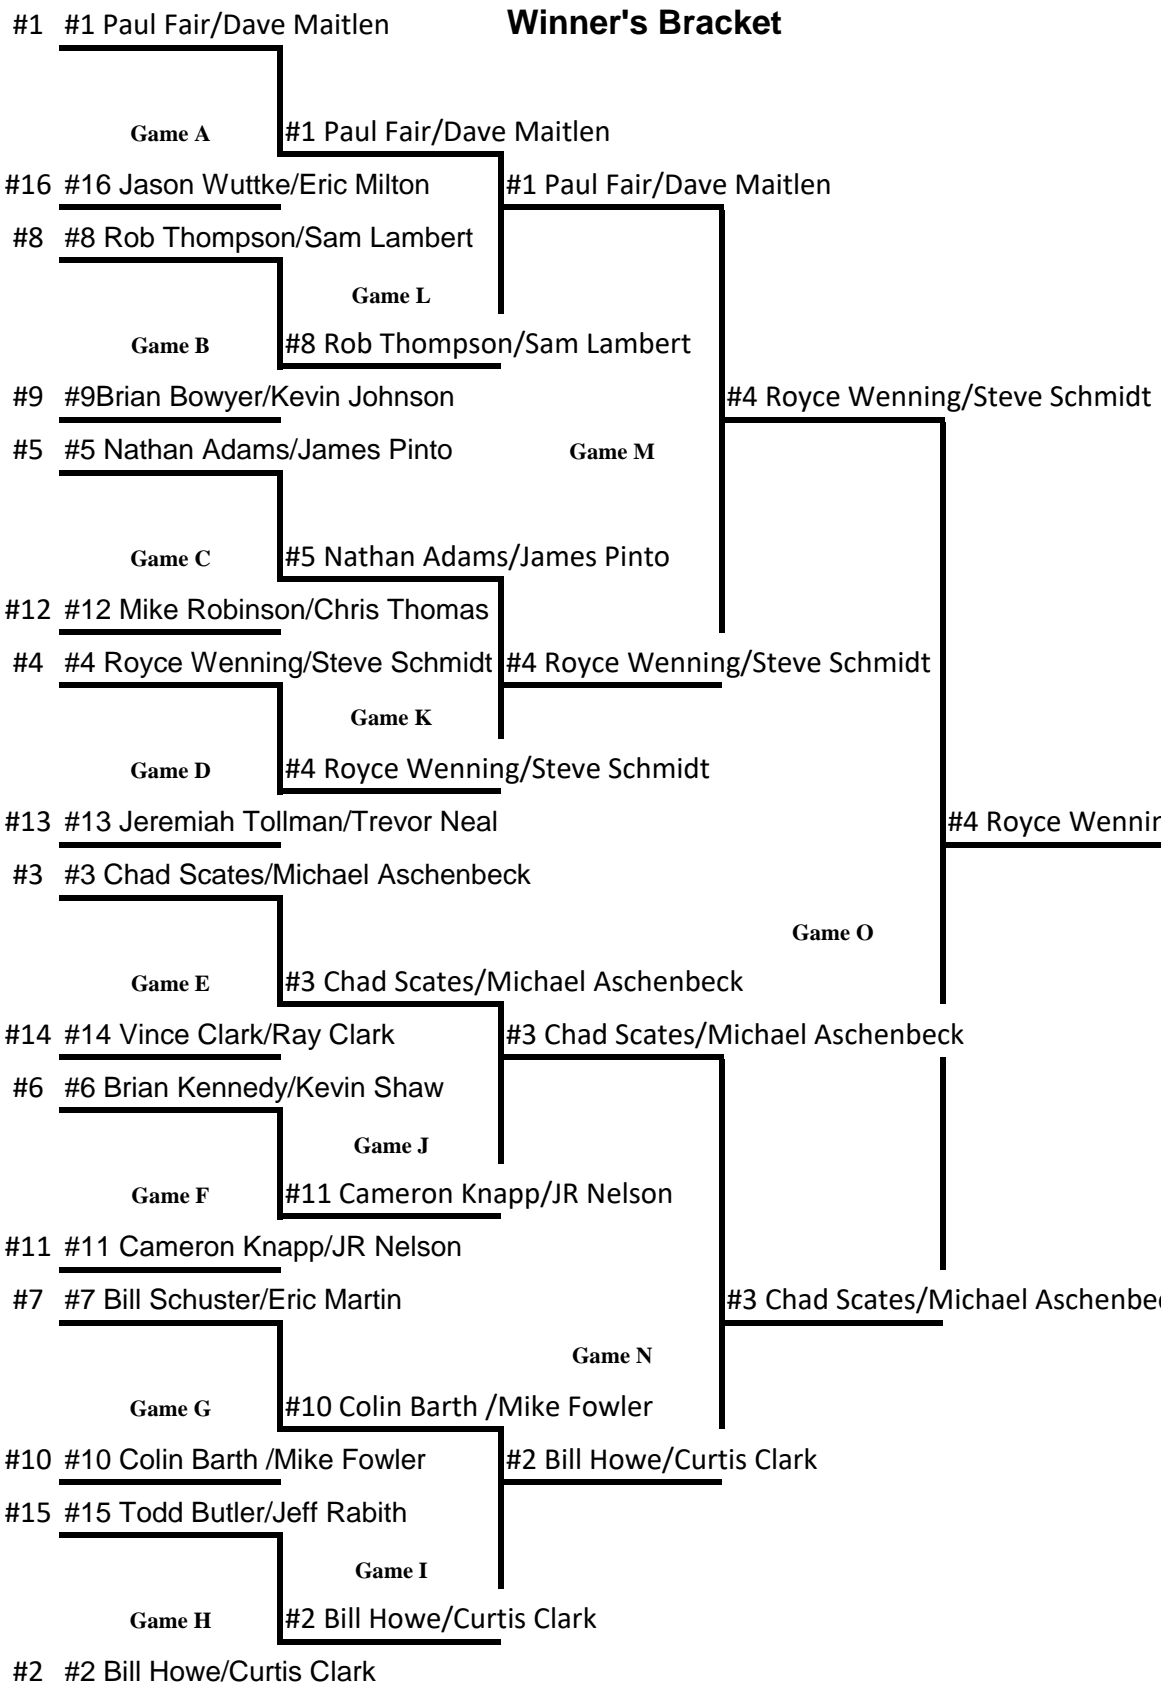 #1 #1 Paul Fair/Dave Maitlen Winner's Bracket
Game A #1 Paul Fair/Dave Maitlen
#16 #16 Jason Wuttke/Eric Milton #1 Paul Fair/Dave Maitlen
#8 #8 Rob Thompson/Sam Lambert
Game L
Game B #8 Rob Thompson/Sam Lambert
#9 #9Brian Bowyer/Kevin Johnson #4 Royce Wenning/Steve Schmidt
#5 #5 Nathan Adams/James Pinto Game M
Game C #5 Nathan Adams/James Pinto
#12 #12 Mike Robinson/Chris Thomas
#4 #4 Royce Wenning/Steve Schmidt #4 Royce Wenning/Steve Schmidt
Game K
Game D #4 Royce Wenning/Steve Schmidt
#13 #13 Jeremiah Tollman/Trevor Neal #4 Royce
#3 #3 Chad Scates/Michael Aschenbeck
Game O
Game E #3 Chad Scates/Michael Aschenbeck
#14 #14 Vince Clark/Ray Clark #3 Chad Scates/Michael Aschenbeck
#6 #6 Brian Kennedy/Kevin Shaw
Game J
Game F #11 Cameron Knapp/JR Nelson
#11 #11 Cameron Knapp/JR Nelson
#7 #7 Bill Schuster/Eric Martin #3 Chad Scates/Michael
Game N
Game G #10 Colin Barth /Mike Fowler
#10 #10 Colin Barth /Mike Fowler #2 Bill Howe/Curtis Clark
#15 #15 Todd Butler/Jeff Rabith
Game I
Game H #2 Bill Howe/Curtis Clark
#2 #2 Bill Howe/Curtis Clark